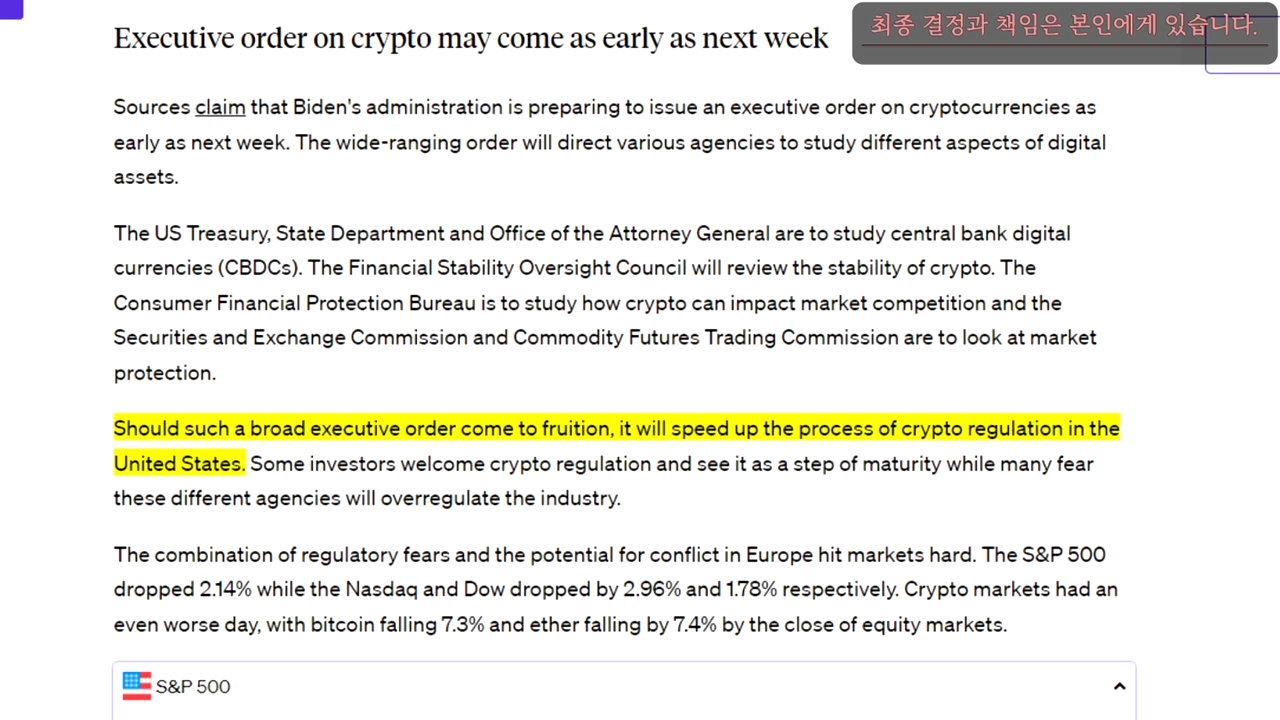 Executive order on crypto may come as early as next week
최종 결정과 책임은 본인에게 있습니다.
Sources claim that Biden's administration is preparing to issue an executive order on cryptocurrencies as
early as next week. The wide-ranging order will direct various agencies to study different aspects of digital
assets.
The US Treasury, State Department and Office of the Attorney General are to study central bank digital
currencies (CBDCs). The Financial Stability Oversight Council will review the stability of crypto. The
Consumer Financial Protection Bureau is to study how crypto can impact market competition and the
Securities and Exchange Commission and Commodity Futures Trading Commission are to look at market
protection.
Should such a broad executive order come to fruition, it will speed up the process of crypto regulation in the
United States. Some investors welcome crypto regulation and see it as a step of maturity while many fear
these different agencies will overregulate the industry.
The combination of regulatory fears and the potential for conflict in Europe hit markets hard. The S&P 500
dropped 2.14% while the Nasdaq and Dow dropped by 2.96% and 1.78% respectively. Crypto markets had an
even worse day, with bitcoin falling 7.3% and ether falling by 7.4% by the close of equity markets.
S&P 500